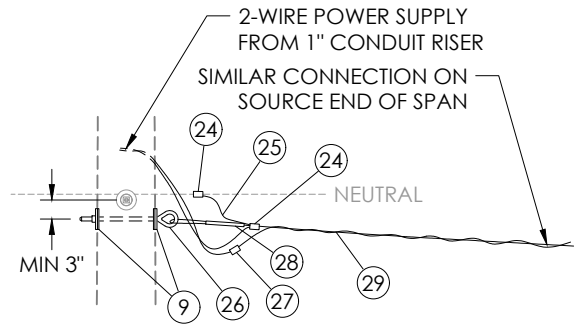 2-WIRE POWER SUPPLY
FROM 1" CONDUIT RISER
SIMILAR CONNECTION ON
SOURCE END OF SPAN
24
25
24
NEUTRAL
MIN 3"
9
26
27
28
29